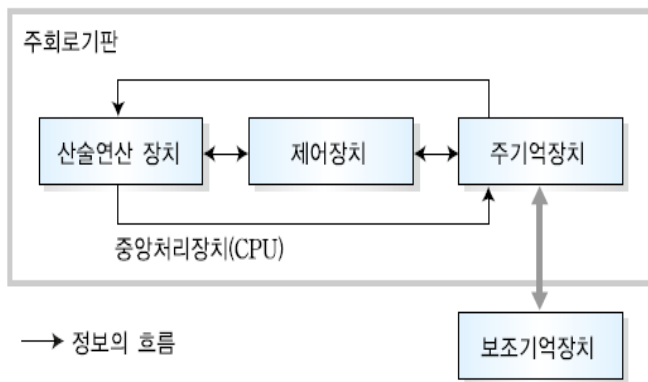 주회로기판
산술연산 장치
제어장치
주기억장치
중앙처리장치(CPU)
정보의 흐름
보조기억장치